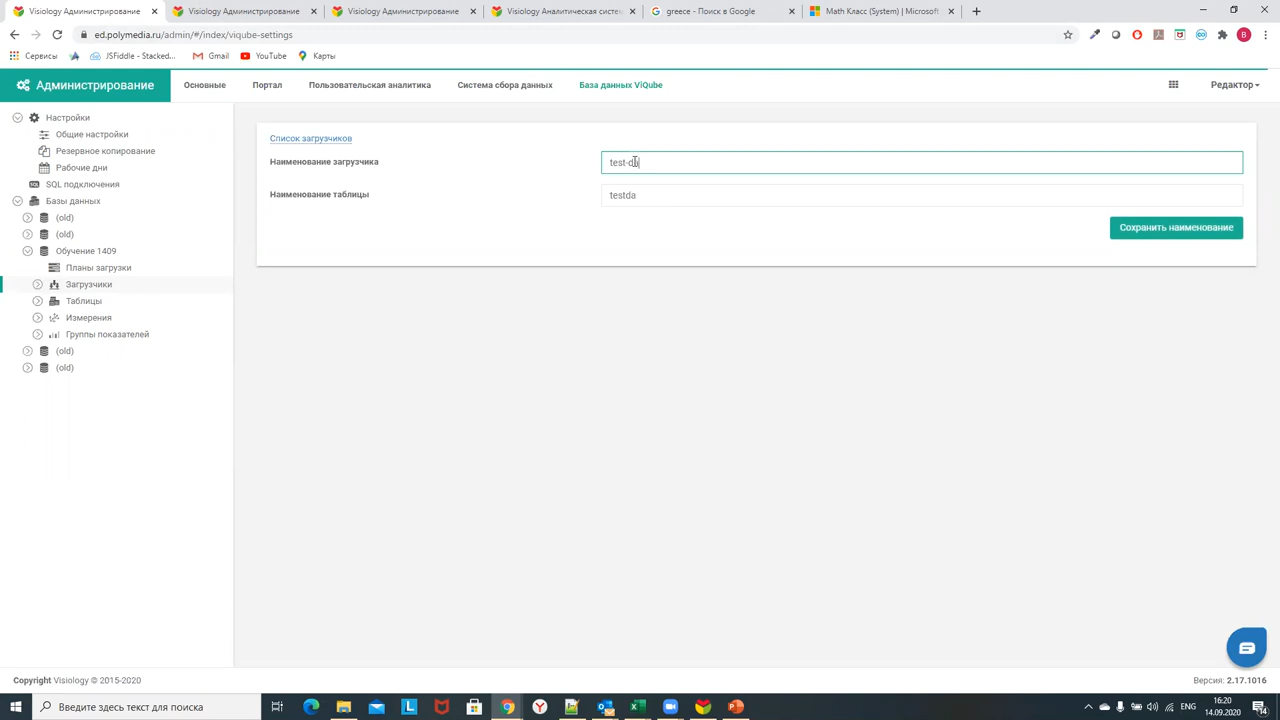 Visiology Администрирование
Visiology Администрирование
Visiology Администрирование
Visiology Аналитическая систем
greece - Поиск в Google
Math Класс (System) | Microsoft
ed.polymedia.ru/admin/#/index/viqube-settings
Сервисы
JSFiddle - Stacked...
Gmail
YouTube
Карты
Администрирование
Основные
Портал
Пользовательская аналитика
Система сбора данных
База данных ViQube
Редактор
Настройки
Общие настройки
Резервное копирование
Рабочие дни
SQL подключения
Базы данных
(old)
(old)
Обучение 1409
Планы загрузки
Загрузчики
Таблицы
Измерения
Группы показателей
(old)
(old)
Список загрузчиков
Наименование загрузчика
Наименование таблицы
testda
Сохранить наименование
Copyright Visiology © 2015-2020
Версия: 2.17.1016
Введите здесь текст для поиска
ENG
16:20
14.09.2020